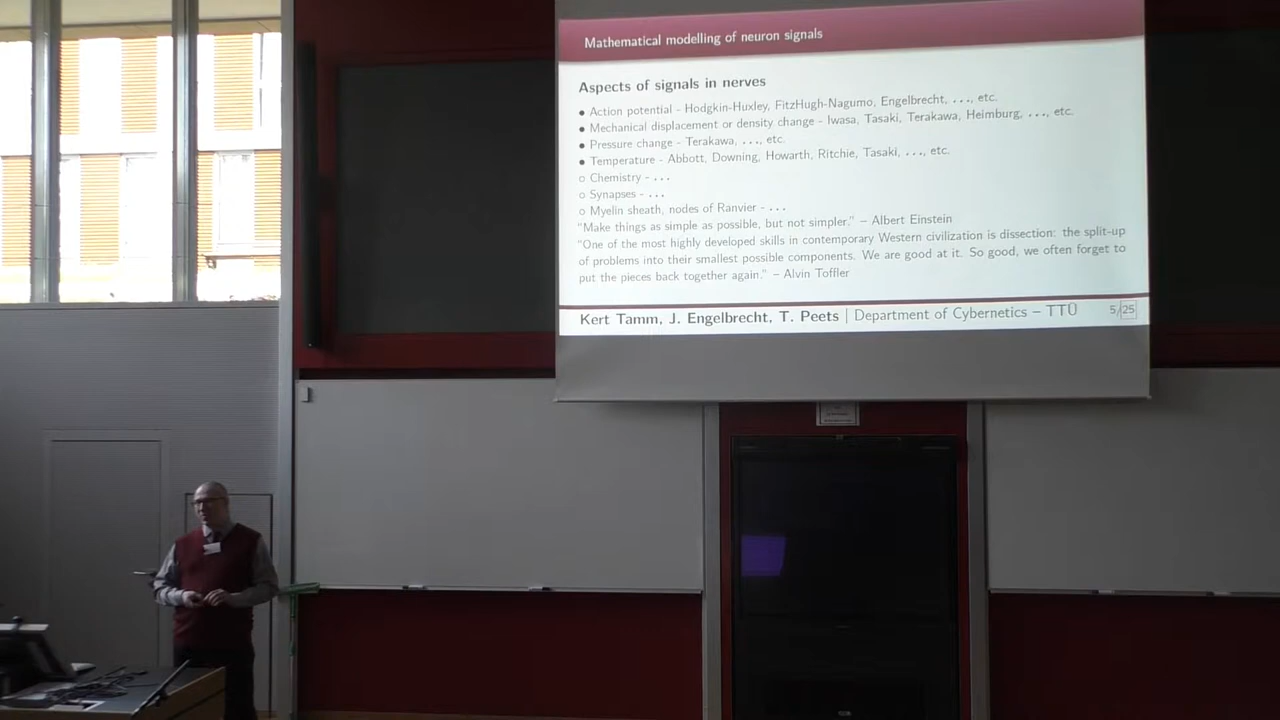 Mathematical modelling of neuron signals
Aspects of signals in nerve
• Action potential - Hodgkin-Huxley, FitzHugh-Nagumo, Engelbrecht, ..., etc.
• Mechanical displacement or density change - Iwasa, Tasaki, Terakawa, Heimburg, ..., etc.
• Pressure change - Terakawa, ..., etc.
• Temperature - Abbott, Downing, Howarth, Ritchie, Tasaki, ..., etc.
○ Chemistry - ...
○ Synapses - ...
○ Myelin sheath, nodes of Ranvier - ....
"Make things as simple as possible, but not simpler." – Albert Einstein
"One of the most highly developed skills in contemporary Western civilization is dissection: the split-up
of problems into their smallest possible components. We are good at it. So good, we often forget to
put the pieces back together again." – Alvin Toffler
Kert Tamm, J. Engelbrecht, T. Peets | Department of Cybernetics – TTÜ 5/25